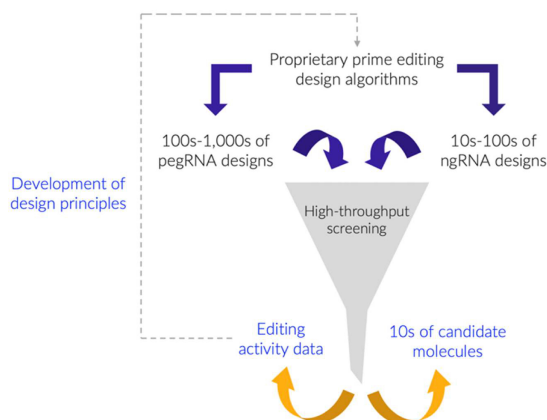 Proprietary prime editing
design algorithms
100s-1,000s of
pegRNA designs
10s-100s of
ngRNA designs
Development of
design principles
High-throughput
screening
Editing
activity data
10s of candidate
molecules